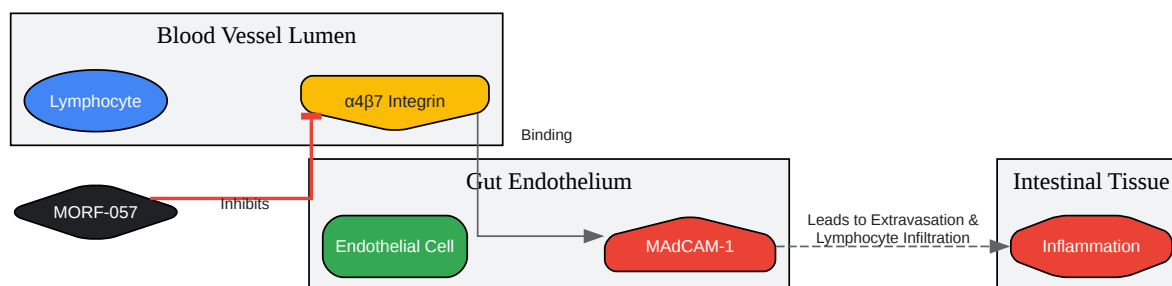 Blood Vessel Lumen
Lymphocyte
α4β7 Integrin
Binding
MORF-057
Inhibits
Gut Endothelium
Endothelial Cell
MAdCAM-1
Leads to Extravasation &
Lymphocyte Infiltration
Intestinal Tissue
Inflammation